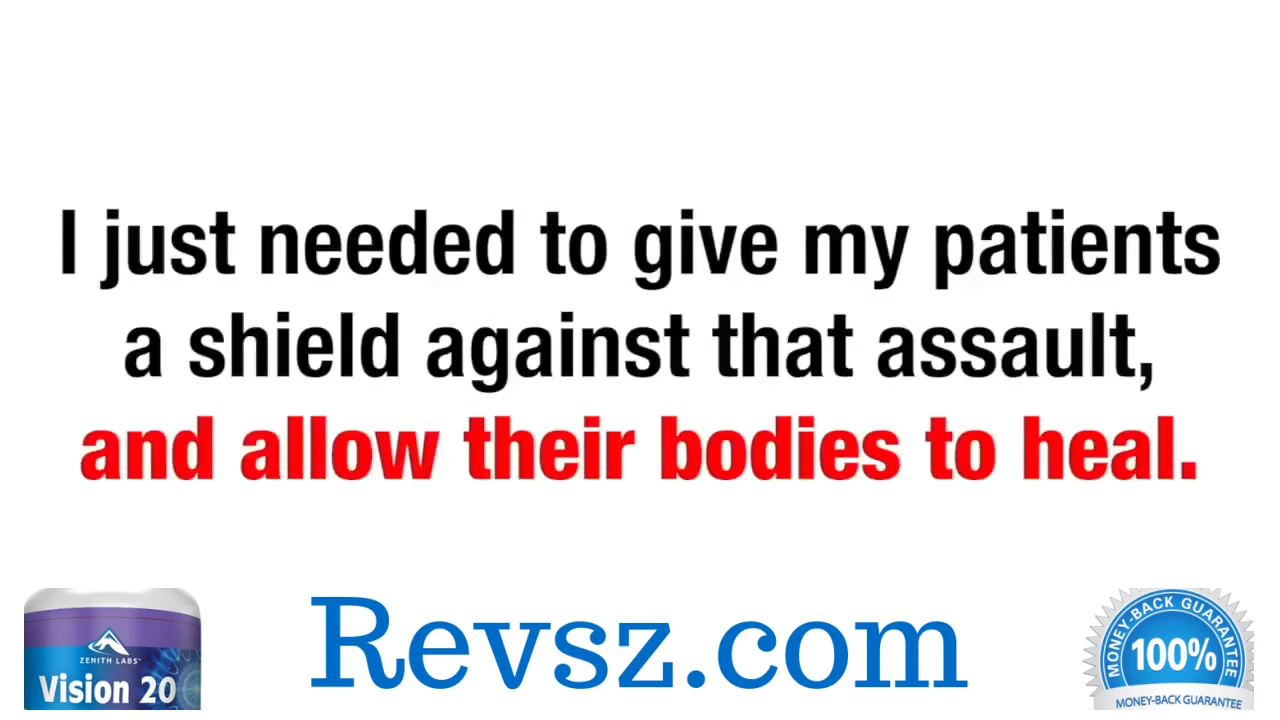 I just needed to give my patients
a shield against that assault,
and allow their bodies to heal.
ZENITH LABS™
Vision 20
Revsz.com
MONEY-BACK GUARANTEE
100%
MONEY-BACK GUARANTEE